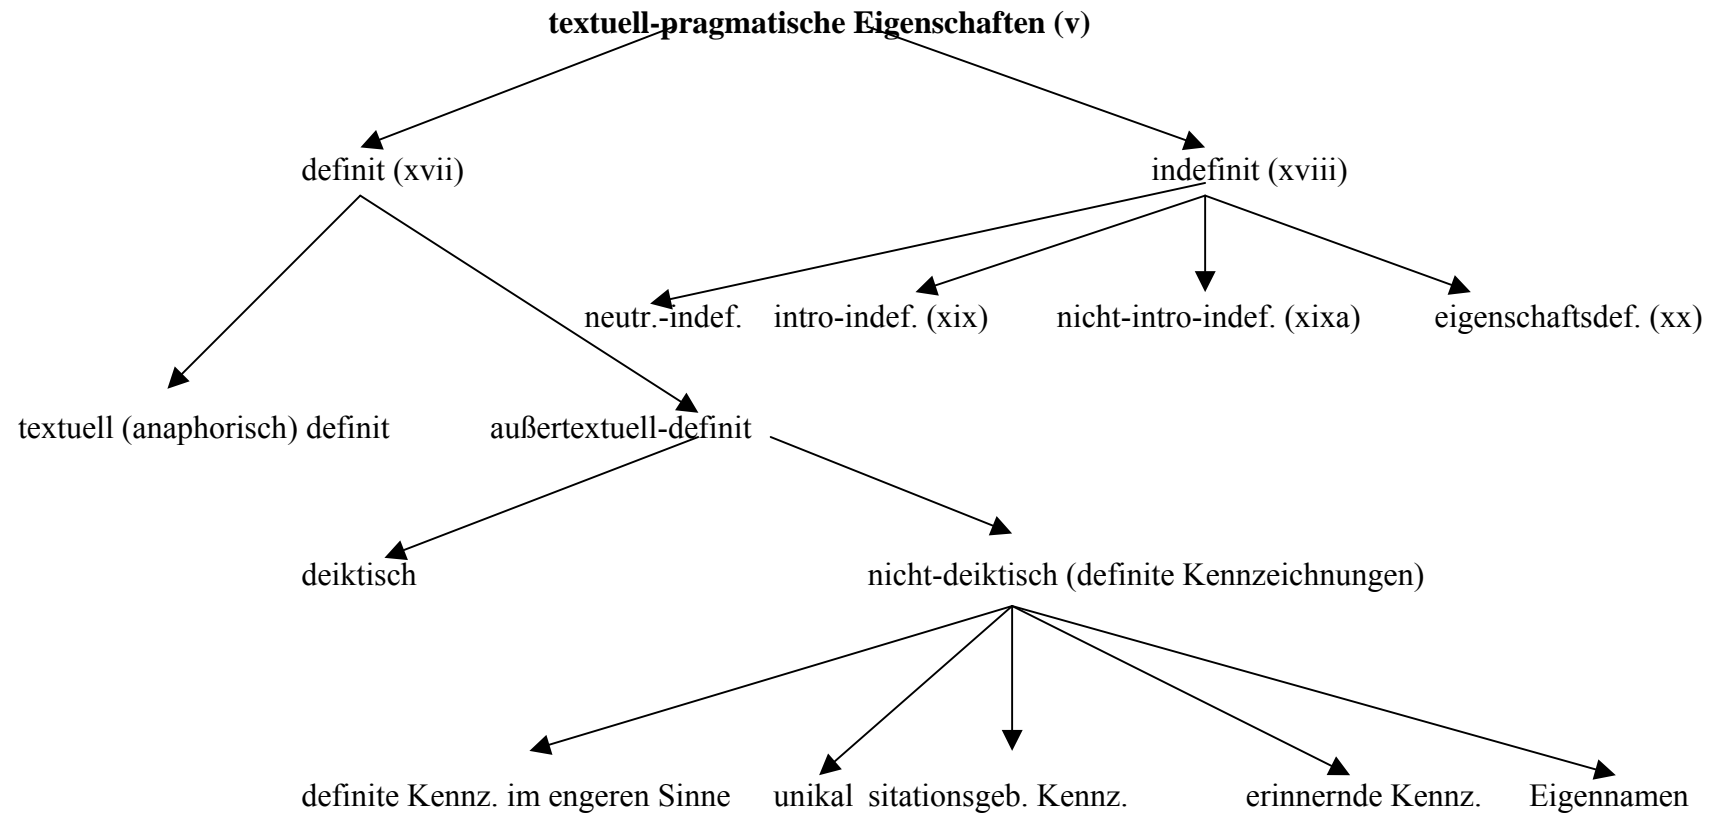 textuell-pragmatische Eigenschaften (v)
definit (xvii) indefinit (xviii)
neutr.-indef. intro-indef. (xix) nicht-intro-indef. (xixa) eigenschaftsdef. (xx)
textuell (anaphorisch) definit außertextuell-definit
deiktisch nicht-deiktisch (definite Kennzeichnungen)
definite Kennz. im engeren Sinne unikal sitationsgeb. Kennz. erinnernde Kennz. Eigennamen